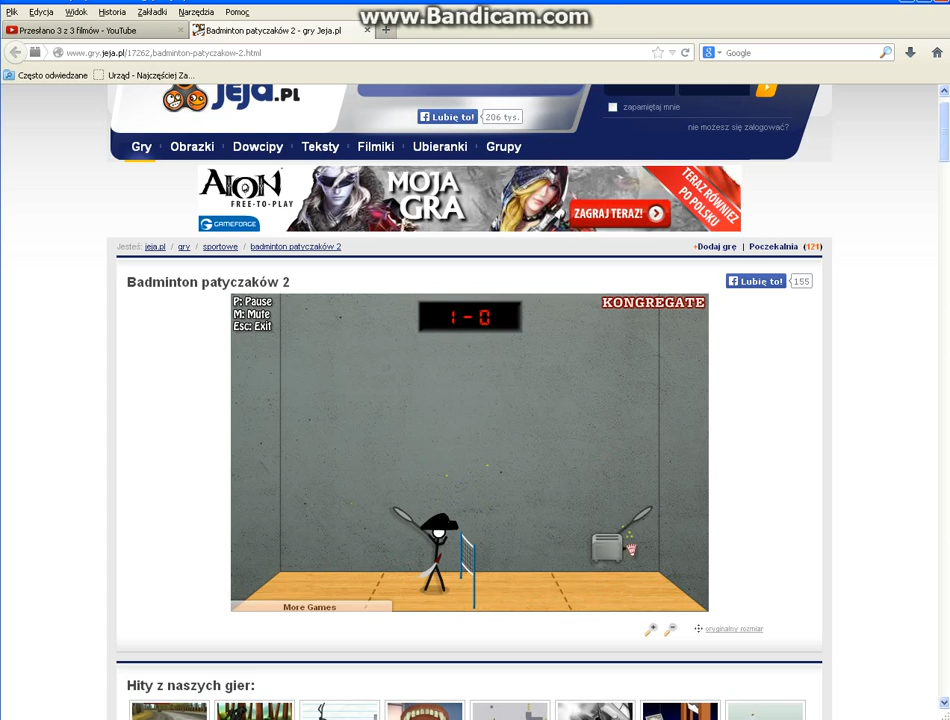 www.Bandicam.com
Plik Edycja Widok Historia Zakładki Narzędzia Pomoc
Przesłano 3 z 3 filmów - YouTube
Badminton patyczaków 2 - gry Jeja.pl
www.gry.jeja.pl/17262,badminton-patyczakow-2.html
Google
Często odwiedzane
Urząd - Najczęściej Za...
jeja.pl
Lubię to! 206 tys.
zapamiętaj mnie
nie możesz się zalogować?
Gry Obrazki Dowcipy Teksty Filmiki Ubieranki Grupy
AION
FREE-TO-PLAY
GAMEFORGE
MOJA GRA
ZAGRAJ TERAZ!
TERAZ RÓWNIEŻ PO POLSKU
Jesteś: jeja.pl / gry / sportowe / badminton patyczaków 2
+Dodaj grę | Poczekalnia (121)
Badminton patyczaków 2
Lubię to! 155
P: Pause
M: Mute
Esc: Exit
1 - 0
KONGREGATE
More Games
oryginalny rozmiar
Hity z naszych gier: